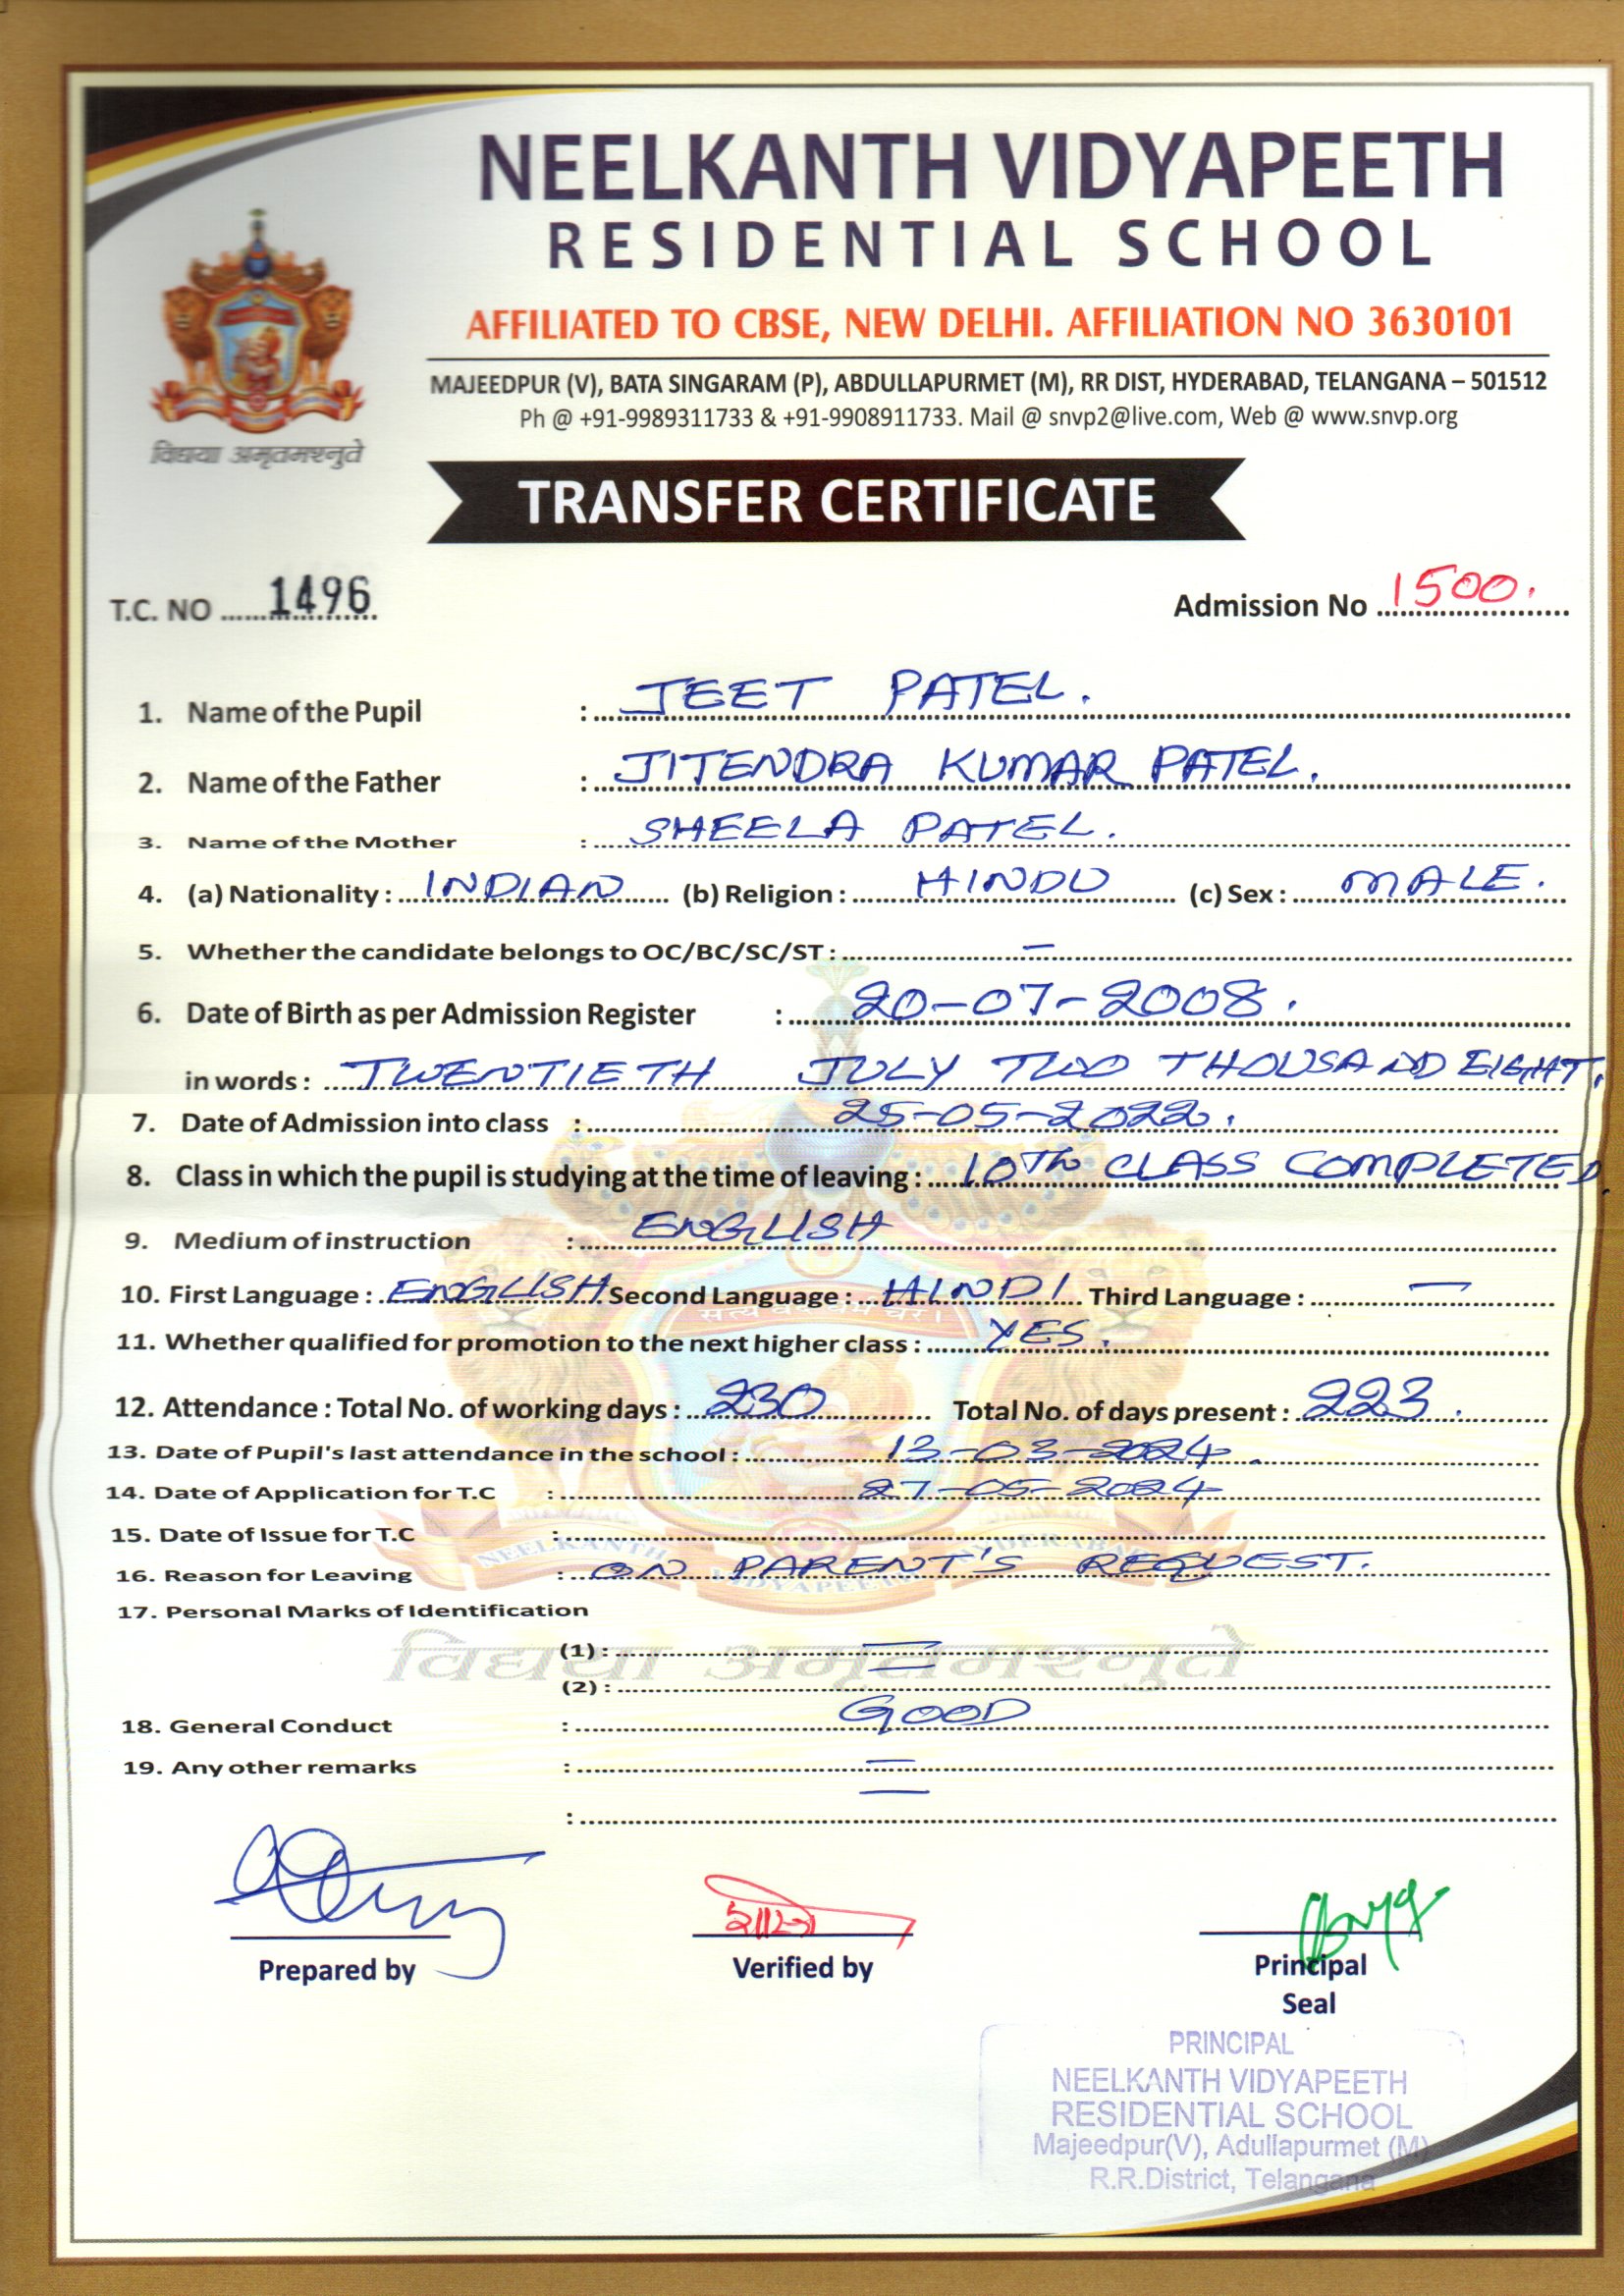 NEELKANTH VIDYAPEETH
RESIDENTIAL SCHOOL
AFFILIATED TO CBSE, NEW DELHI. AFFILIATION NO 3630101
MAJEEDPUR (V), BATA SINGARAM (P), ABDULLAPURMET (M), RR DIST, HYDERABAD, TELANGANA – 501512
Ph @ +91-9989311733 & +91-9908911733. Mail @ snvp2@live.com, Web @ www.snvp.org
विद्यया अमृतमश्नुते
TRANSFER CERTIFICATE
T.C. NO 1496 Admission No 1500.
1. Name of the Pupil : JEET PATEL.
2. Name of the Father : JITENDRA KUMAR PATEL.
3. Name of the Mother : SHEELA PATEL.
4. (a) Nationality : INDIAN (b) Religion : HINDU (c) Sex : MALE.
5. Whether the candidate belongs to OC/BC/SC/ST : –
6. Date of Birth as per Admission Register : 20-07-2008.
in words : TWENTIETH JULY TWO THOUSAND EIGHT.
7. Date of Admission into class : 25-05-2022.
8. Class in which the pupil is studying at the time of leaving : 10Th CLASS COMPLETED.
9. Medium of instruction : ENGLISH
10. First Language : ENGLISH Second Language : HINDI Third Language : —
11. Whether qualified for promotion to the next higher class : YES.
12. Attendance : Total No. of working days : 230 Total No. of days present : 223.
13. Date of Pupil's last attendance in the school : 13-03-2024.
14. Date of Application for T.C : 27-05-2024
15. Date of Issue for T.C :
16. Reason for Leaving : ON PARENT'S REQUEST.
17. Personal Marks of Identification
(1) : —
(2) : —
18. General Conduct : GOOD
19. Any other remarks : —
: —
Prepared by Verified by Principal
Seal
PRINCIPAL
NEELKANTH VIDYAPEETH
RESIDENTIAL SCHOOL
Majeedpur(V), Adullapurmet (M)
R.R.District, Telangana